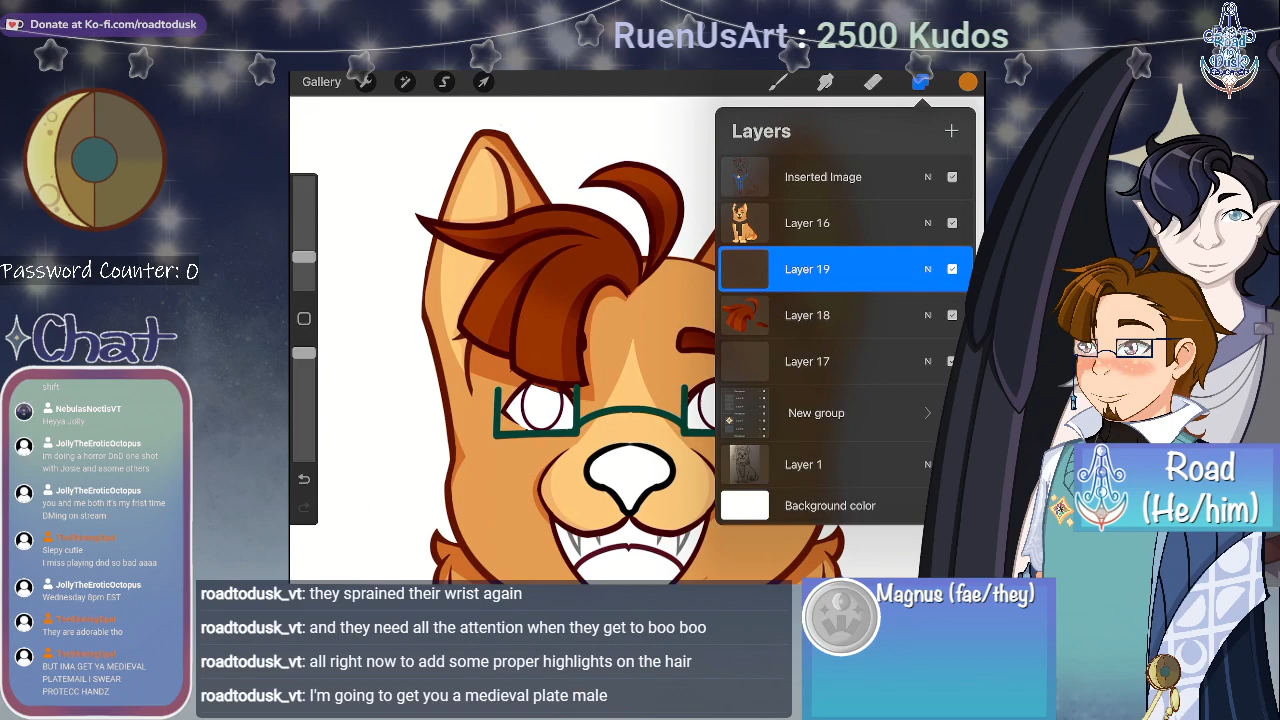 Donate at Ko-fi.com/roadtodusk
RuenUsArt : 2500 Kudos
Road
Dusk
Gallery
Layers
Inserted Image N
Layer 16 N
Layer 19 N
Layer 18 N
Layer 17 N
New group
Layer 1 N
Background color
Password Counter: 0
Chat
shift
NebulasNoctisVT
Heyya Jolly
JollyTheEroticOctopus
im doing a horror DnD one shot
with Josie and asome others
JollyTheEroticOctopus
you and me both it's my frist time
DMing on stream
Slepy cutie
I miss playing dnd so bad aaaa
JollyTheEroticOctopus
Wednesday 8pm EST
They are adorable tho
BUT IMA GET YA MEDIEVAL
PLATEMAIL I SWEAR
PROTECC HANDZ
roadtodusk_vt: they sprained their wrist again
roadtodusk_vt: and they need all the attention when they get to boo boo
roadtodusk_vt: all right now to add some proper highlights on the hair
roadtodusk_vt: I'm going to get you a medieval plate male
Road
(He/him)
Magnus (fae/they)